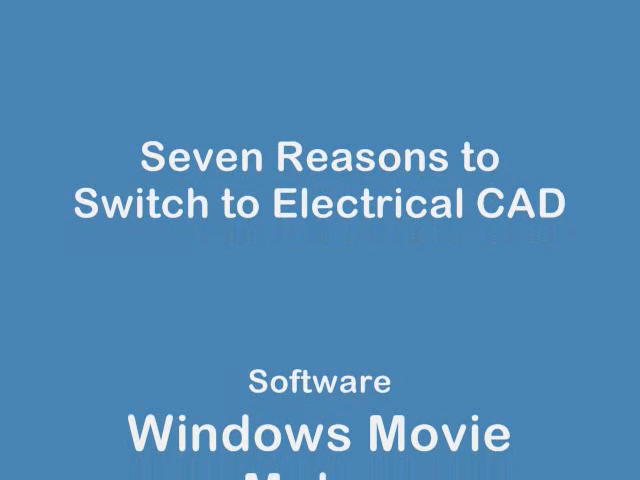 Seven Reasons to
Switch to Electrical CAD
Software
Windows Movie